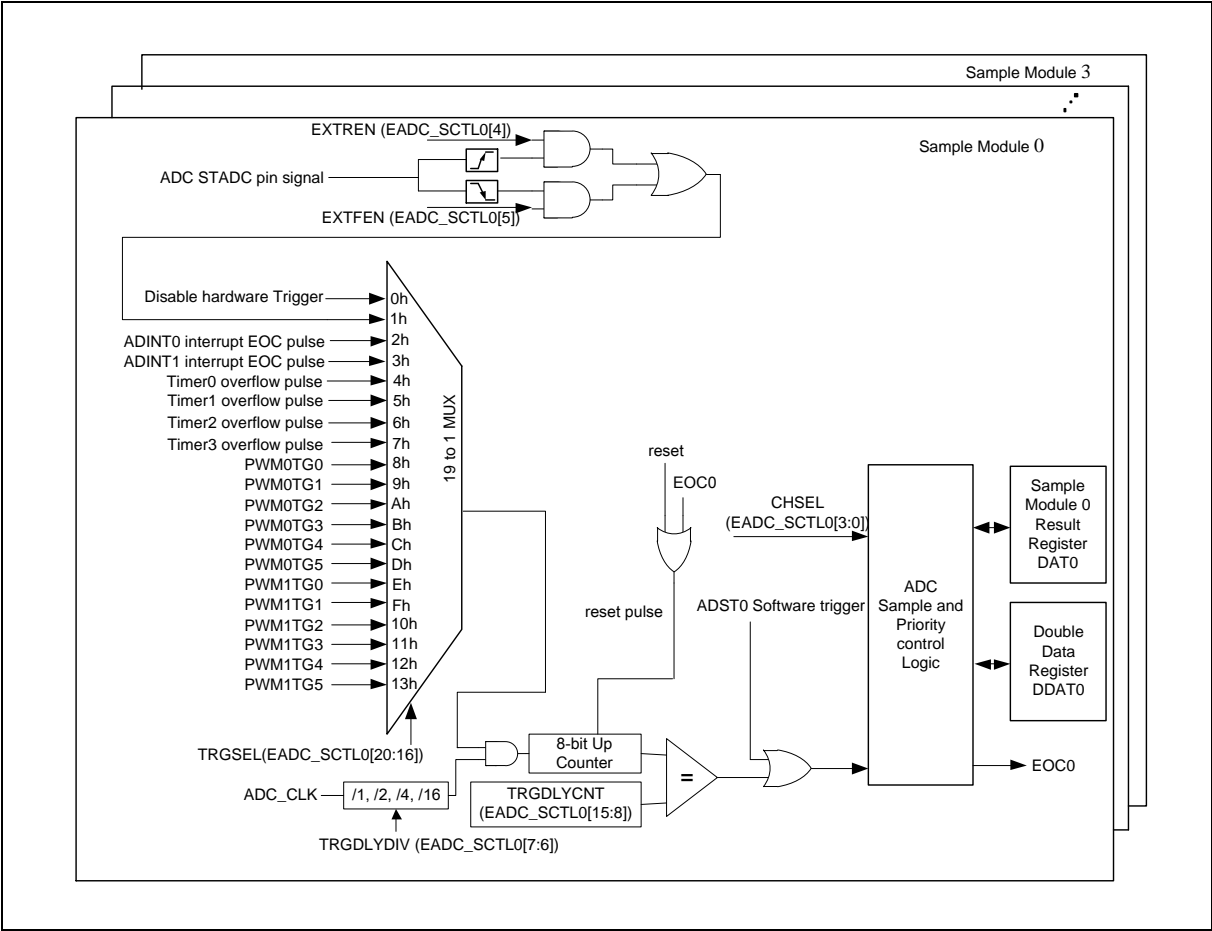 Sample Module 3
Sample Module 0
EXTREN (EADC_SCTL0[4])
ADC STADC pin signal
EXTFEN (EADC_SCTL0[5])
Disable hardware Trigger
0h
1h
ADINT0 interrupt EOC pulse
2h
ADINT1 interrupt EOC pulse
3h
Timer0 overflow pulse
4h
Timer1 overflow pulse
5h
Timer2 overflow pulse
6h
Timer3 overflow pulse
7h
PWM0TG0
8h
PWM0TG1
9h
PWM0TG2
Ah
PWM0TG3
Bh
PWM0TG4
Ch
PWM0TG5
Dh
PWM1TG0
Eh
PWM1TG1
Fh
PWM1TG2
10h
PWM1TG3
11h
PWM1TG4
12h
PWM1TG5
13h
19 to 1 MUX
TRGSEL(EADC_SCTL0[20:16])
ADC_CLK
/1, /2, /4, /16
TRGDLYDIV (EADC_SCTL0[7:6])
reset
EOC0
reset pulse
8-bit Up
Counter
TRGDLYCNT
(EADC_SCTL0[15:8])
=
CHSEL
(EADC_SCTL0[3:0])
ADST0 Software trigger
ADC
Sample and
Priority
control
Logic
Sample
Module 0
Result
Register
DAT0
Double
Data
Register
DDAT0
EOC0